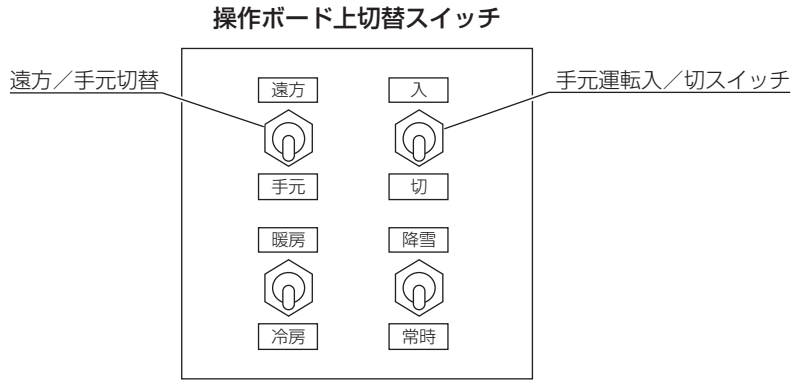 操作ボード上切替スイッチ
遠方／手元切替
手元運転入／切スイッチ
遠方
入
手元
切
暖房
降雪
冷房
常時